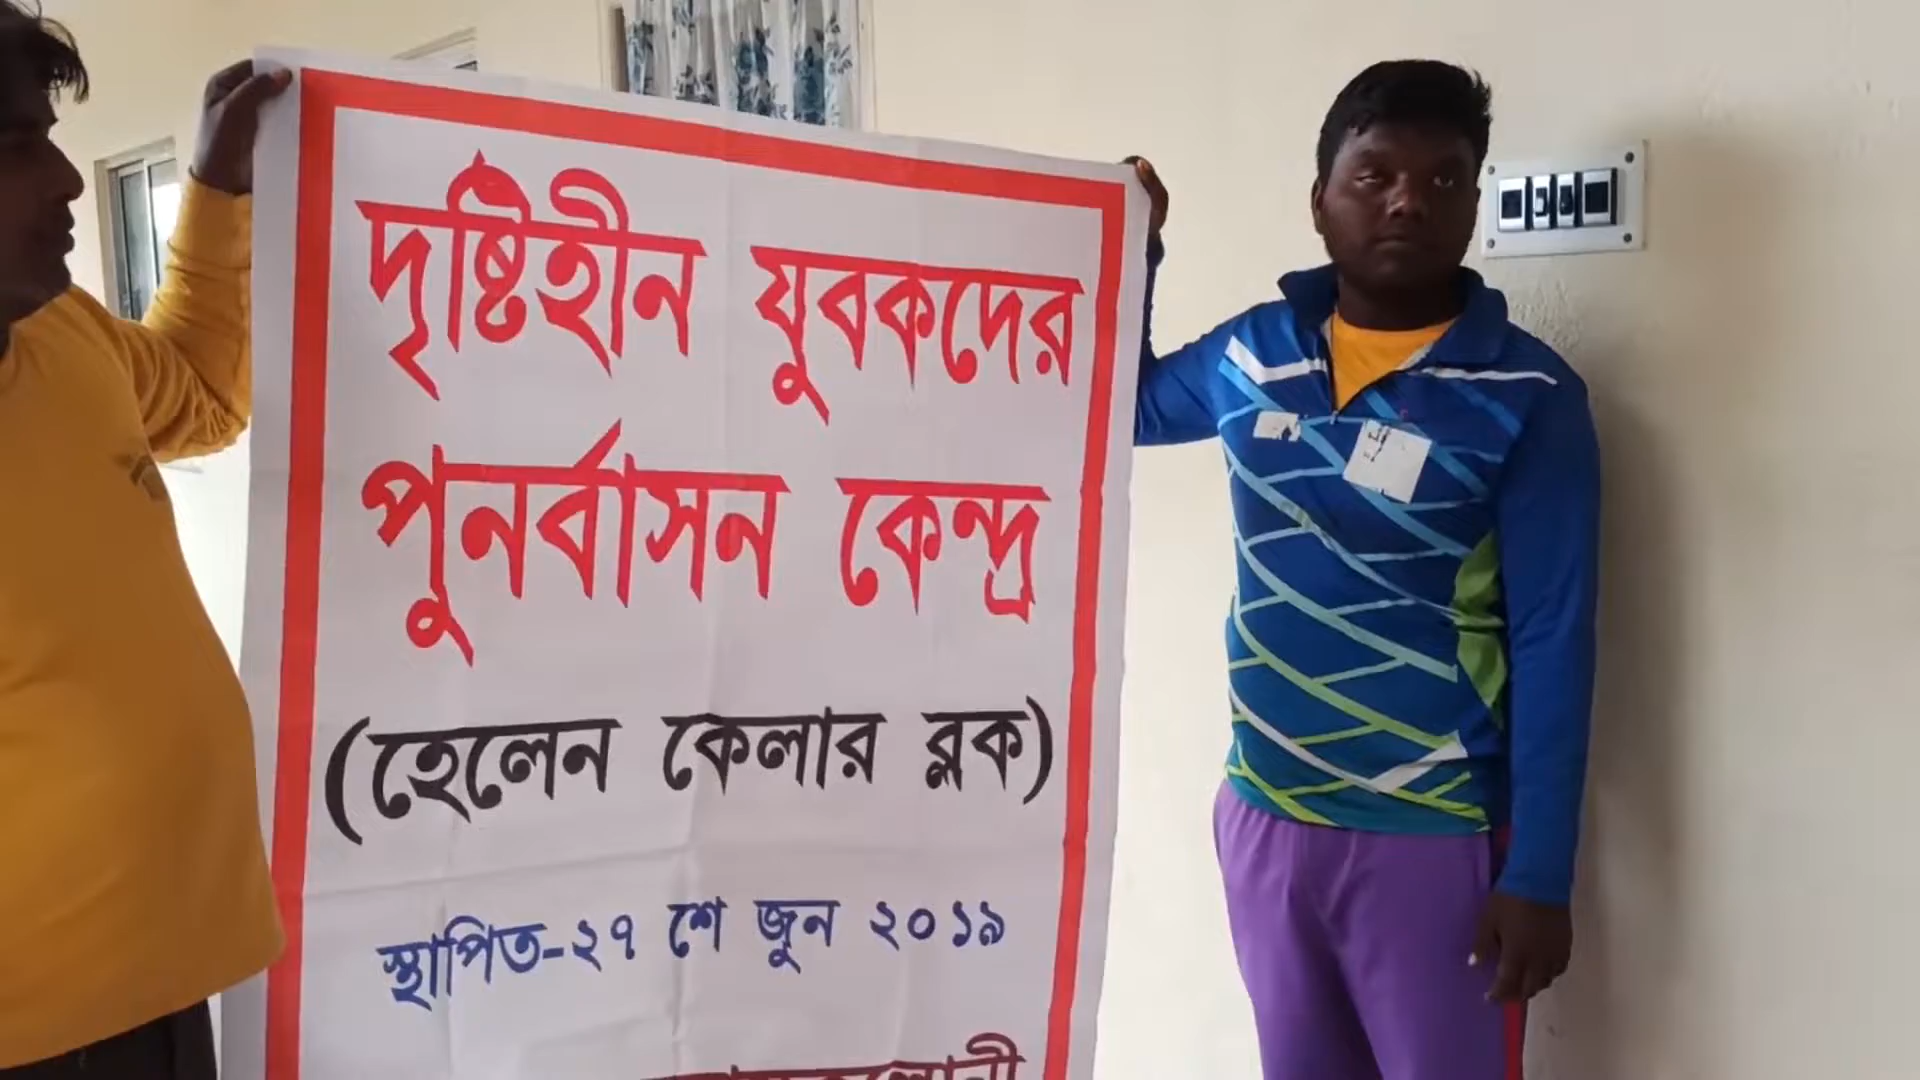 দৃষ্টিহীন যুবকদের
পুনর্বাসন কেন্দ্র
(হেলেন কেলার ব্লক)
স্থাপিত-২৭ শে জুন ২০১৯